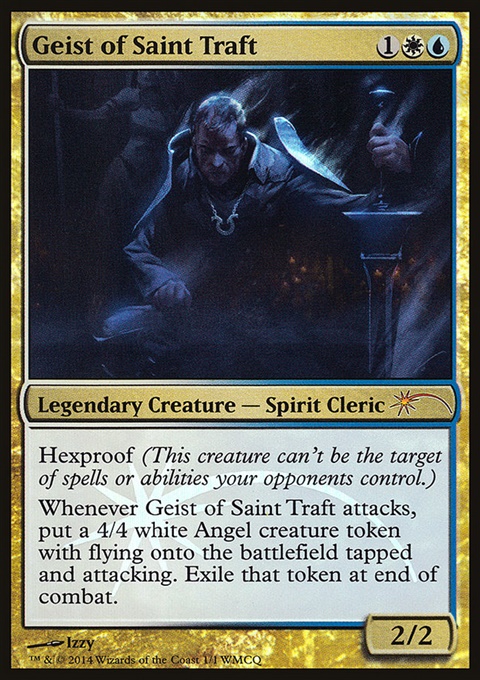 Geist of Saint Traft 1
Legendary Creature — Spirit Cleric
Hexproof (This creature can't be the target
of spells or abilities your opponents control.)
Whenever Geist of Saint Traft attacks,
put a 4/4 white Angel creature token
with flying onto the battlefield tapped
and attacking. Exile that token at end of
combat.
2/2
Izzy
™ & © 2014 Wizards of the Coast 1/1 WMCQ